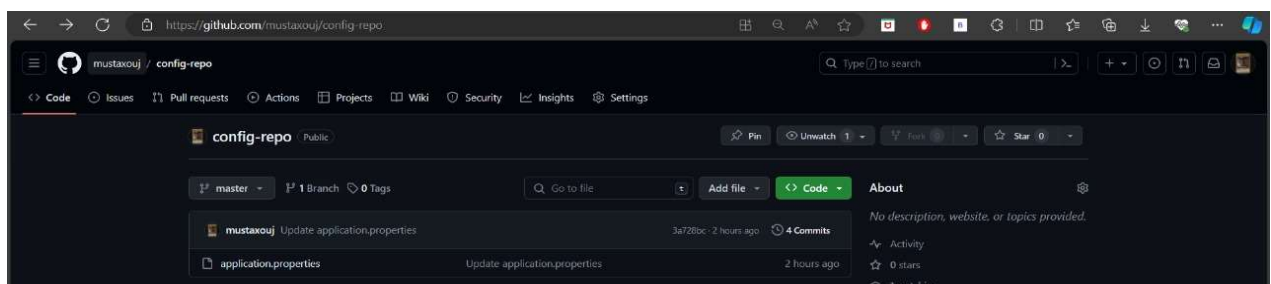 https://github.com/mustaxouj/config-repo
mustaxouj / config-repo
Type / to search
Code Issues Pull requests Actions Projects Wiki Security Insights Settings
config-repo Public
Pin Unwatch 1 Fork 0 Star 0
master 1 Branch 0 Tags Go to file t Add file Code
About
No description, website, or topics provided.
mustaxouj Update application.properties 3a728bc · 2 hours ago 4 Commits
Activity
application.properties Update application.properties 2 hours ago
0 stars